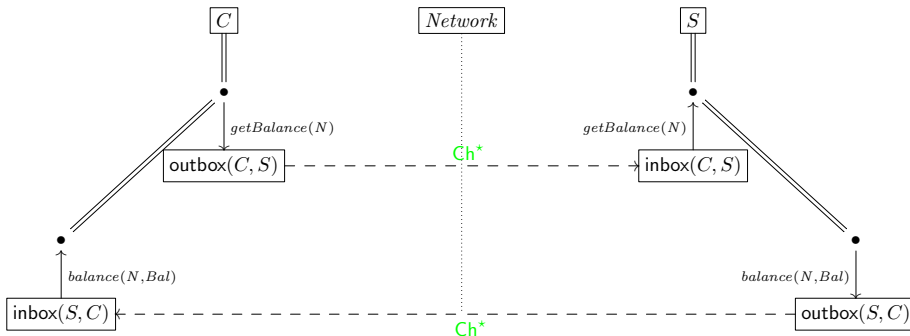 C
Network
S
getBalance(N)
getBalance(N)
Ch*
outbox(C, S)
inbox(C, S)
balance(N,Bal)
balance(N,Bal)
inbox(S, C)
outbox(S, C)
Ch*